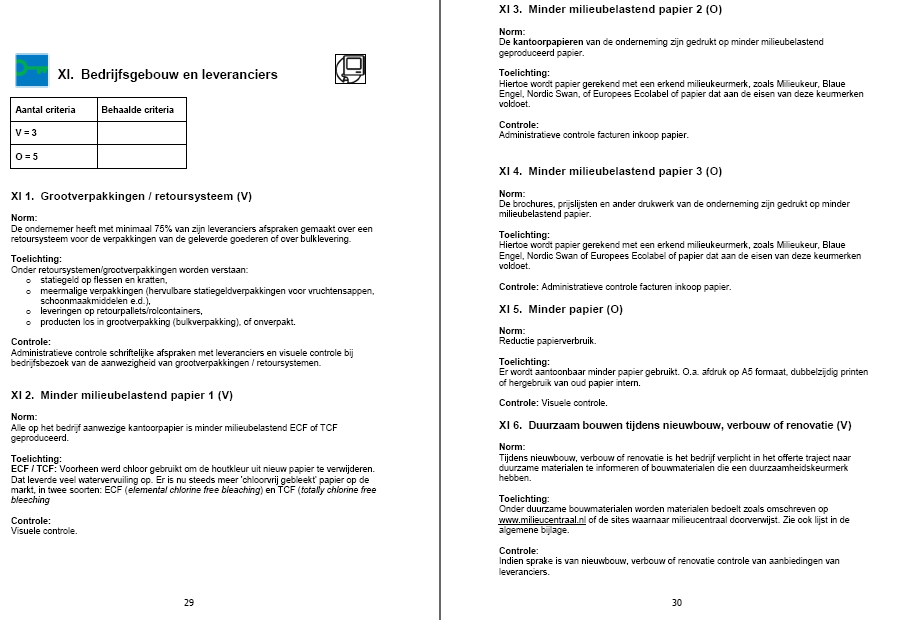 XI. Bedrijfsgebouw en leveranciers
Aantal criteria Behaalde criteria
V = 3
O = 5
XI 1. Grootverpakkingen / retoursysteem (V)
Norm:
De ondernemer heeft met minimaal 75% van zijn leveranciers afspraken gemaakt over een
retoursysteem voor de verpakkingen van de geleverde goederen of over bulklevering.
Toelichting:
Onder retoursystemen/grootverpakkingen worden verstaan:
o statiegeld op flessen en kratten,
o meermalige verpakkingen (hervulbare statiegeldverpakkingen voor vruchtensappen,
schoonmaakmiddelen e.d.),
o leveringen op retourpallets/rolcontainers,
o producten los in grootverpakking (bulkverpakking), of onverpakt.
Controle:
Administratieve controle schriftelijke afspraken met leveranciers en visuele controle bij
bedrijfsbezoek van de aanwezigheid van grootverpakkingen / retoursystemen.
XI 2. Minder milieubelastend papier 1 (V)
Norm:
Alle op het bedrijf aanwezige kantoorpapier is minder milieubelastend ECF of TCF
geproduceerd.
Toelichting:
ECF / TCF: Voorheen werd chloor gebruikt om de houtkleur uit nieuw papier te verwijderen.
Dat leverde veel watervervuiling op. Er is nu steeds meer 'chloorvrij gebleekt' papier op de
markt, in twee soorten: ECF (elemental chlorine free bleaching) en TCF (totally chlorine free
bleaching
Controle:
Visuele controle.
29
XI 3. Minder milieubelastend papier 2 (O)
Norm:
De kantoorpapieren van de onderneming zijn gedrukt op minder milieubelastend
geproduceerd papier.
Toelichting:
Hiertoe wordt papier gerekend met een erkend milieukeurmerk, zoals Milieukeur, Blaue
Engel, Nordic Swan, of Europees Ecolabel of papier dat aan de eisen van deze keurmerken
voldoet.
Controle:
Administratieve controle facturen inkoop papier.
XI 4. Minder milieubelastend papier 3 (O)
Norm:
De brochures, prijslijsten en ander drukwerk van de onderneming zijn gedrukt op minder
milieubelastend papier.
Toelichting:
Hiertoe wordt papier gerekend met een erkend milieukeurmerk, zoals Milieukeur, Blaue
Engel, Nordic Swan of Europees Ecolabel of papier dat aan de eisen van deze keurmerken
voldoet.
Controle: Administratieve controle facturen inkoop papier.
XI 5. Minder papier (O)
Norm:
Reductie papierverbruik.
Toelichting:
Er wordt aantoonbaar minder papier gebruikt. O.a. afdruk op A5 formaat, dubbelzijdig printen
of hergebruik van oud papier intern.
Controle: Visuele controle.
XI 6. Duurzaam bouwen tijdens nieuwbouw, verbouw of renovatie (V)
Norm:
Tijdens nieuwbouw, verbouw of renovatie is het bedrijf verplicht in het offerte traject naar
duurzame materialen te informeren of bouwmaterialen die een duurzaamheidskeurmerk
hebben.
Toelichting:
Onder duurzame bouwmaterialen worden materialen bedoelt zoals omschreven op
www.milieucentraal.nl of de sites waarnaar milieucentraal doorverwijst. Zie ook lijst in de
algemene bijlage.
Controle:
Indien sprake is van nieuwbouw, verbouw of renovatie controle van aanbiedingen van
leveranciers.
30